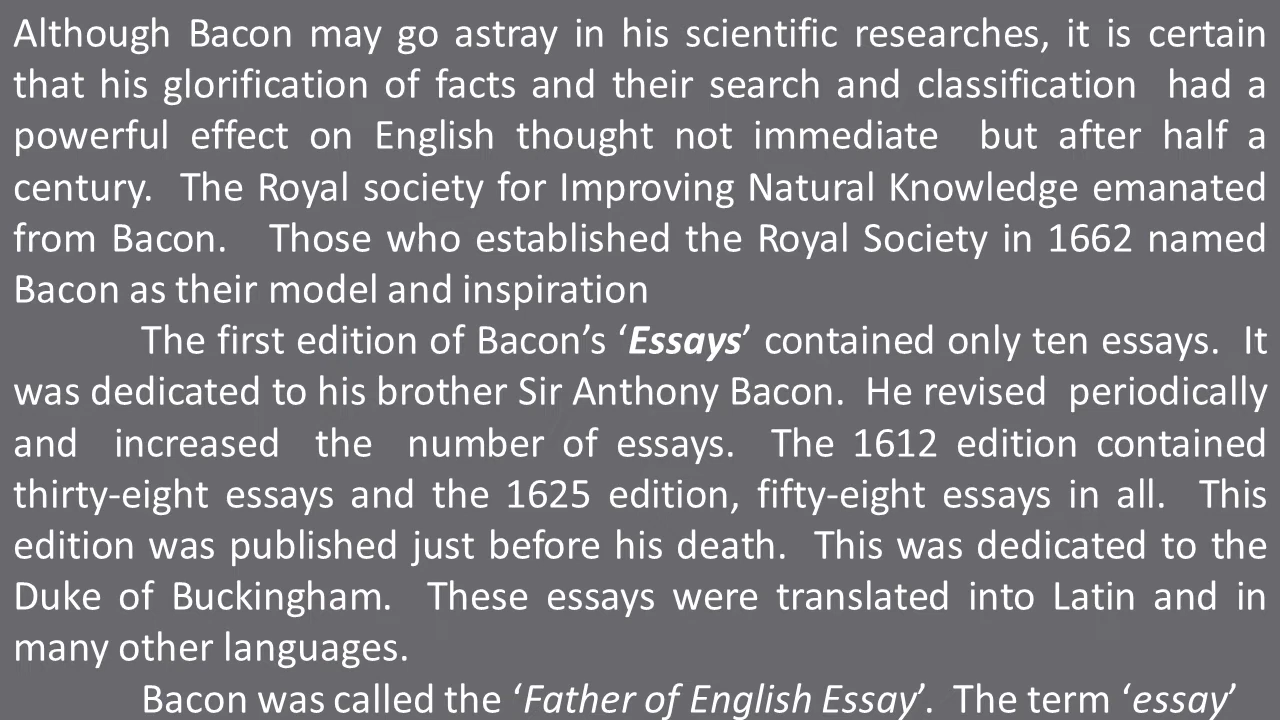 Although Bacon may go astray in his scientific researches, it is certain
that his glorification of facts and their search and classification had a
powerful effect on English thought not immediate but after half a
century. The Royal society for Improving Natural Knowledge emanated
from Bacon. Those who established the Royal Society in 1662 named
Bacon as their model and inspiration
The first edition of Bacon’s ‘Essays’ contained only ten essays. It
was dedicated to his brother Sir Anthony Bacon. He revised periodically
and increased the number of essays. The 1612 edition contained
thirty-eight essays and the 1625 edition, fifty-eight essays in all. This
edition was published just before his death. This was dedicated to the
Duke of Buckingham. These essays were translated into Latin and in
many other languages.
Bacon was called the ‘Father of English Essay’. The term ‘essay’